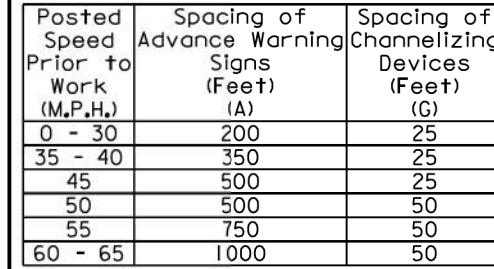 Posted Spacing of Spacing of
Speed Advance Warning Channelizing
Prior to Signs Devices
Work (Feet) (Feet)
(M.P.H.) (A) (G)
0 - 30 200 25
35 - 40 350 25
45 500 25
50 500 50
55 750 50
60 - 65 1000 50